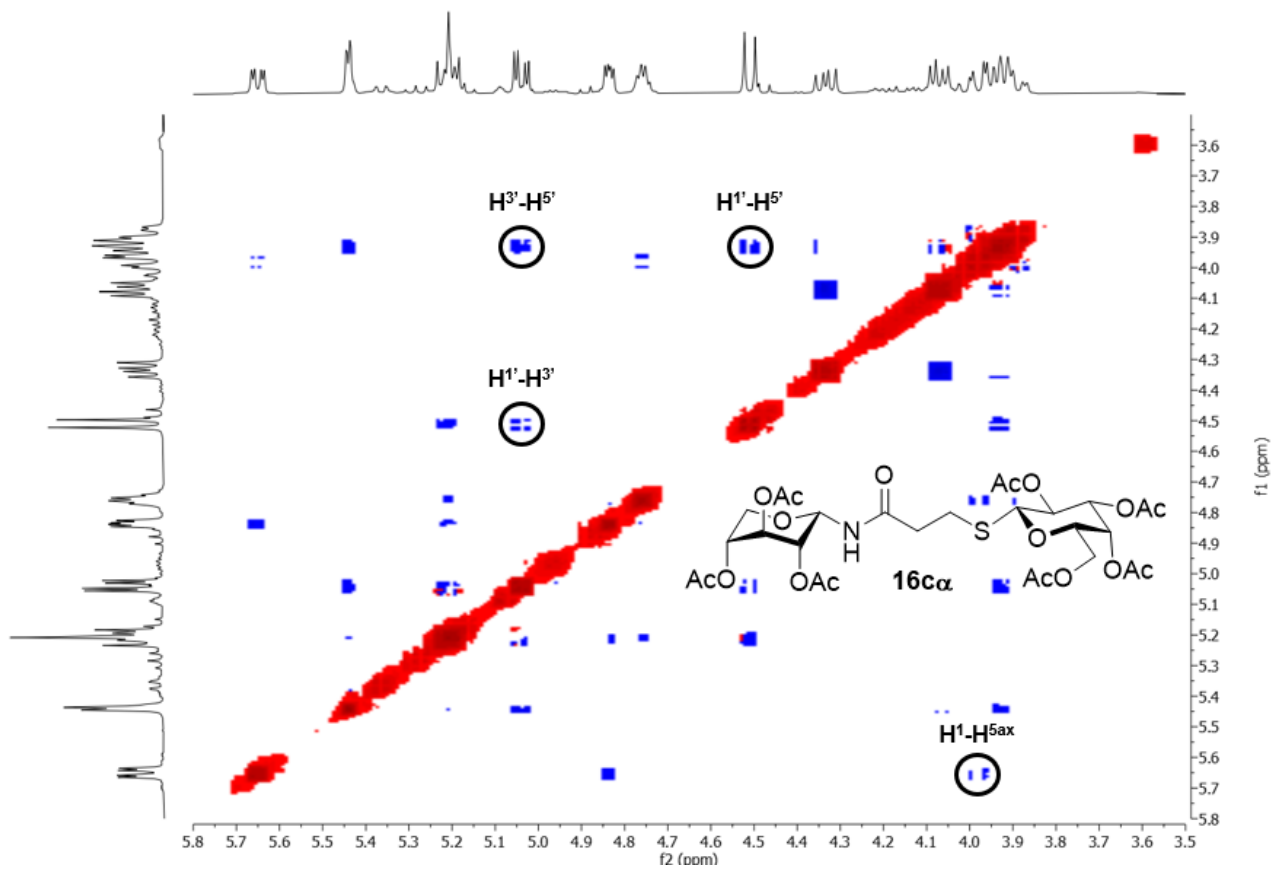 H3'-H5'
H1'-H5'
H1'-H3'
H1-H5ax
3.6
3.7
3.8
3.9
4.0
4.1
4.2
4.3
4.4
4.5
4.6
4.7
4.8
4.9
5.0
5.1
5.2
5.3
5.4
5.5
5.6
5.7
5.8
f1 (ppm)
O
OAc
O
AcO
OAc
N
H
S
O
AcO
OAc
16cα
AcO
OAc
5.8 5.7 5.6 5.5 5.4 5.3 5.2 5.1 5.0 4.9 4.8 4.7 4.6 4.5 4.4 4.3 4.2 4.1 4.0 3.9 3.8 3.7 3.6 3.5
f2 (ppm)